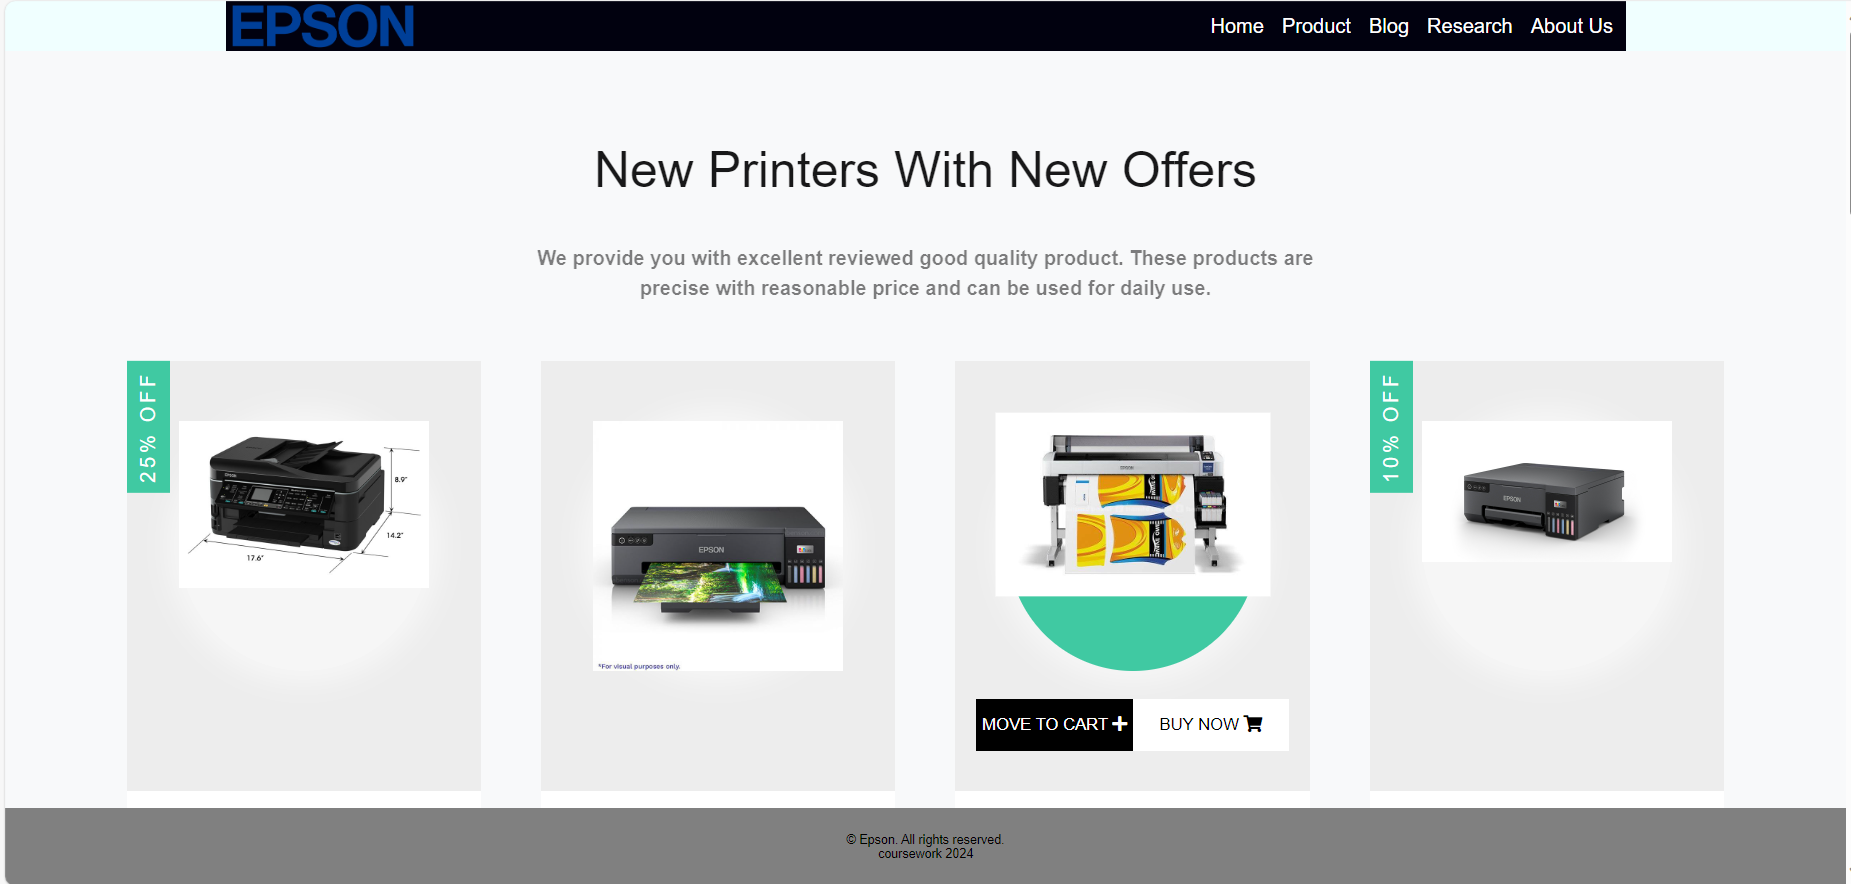 EPSON
Home Product Blog Research About Us
New Printers With New Offers
We provide you with excellent reviewed good quality product. These products are
precise with reasonable price and can be used for daily use.
25% OFF
8.9"
14.2"
17.6"
EPSON
*For visual purposes only.
MOVE TO CART
BUY NOW
10% OFF
EPSON
© Epson. All rights reserved.
coursework 2024